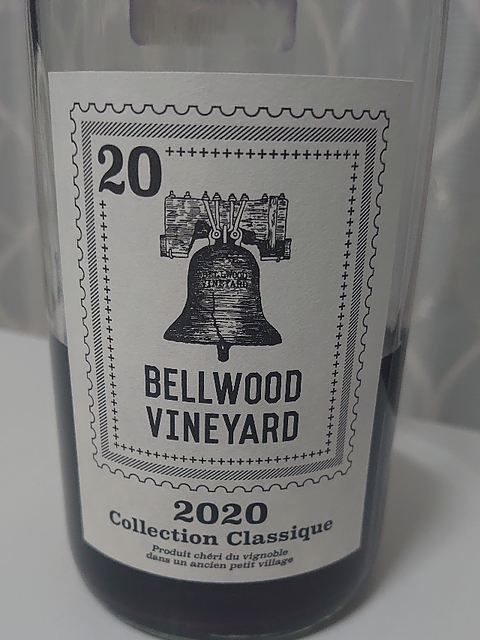 20
BELLWOOD
VINEYARD
BELLWOOD
VINEYARD
2020
Collection Classique
Produit chéri du vignoble
dans un ancien petit village